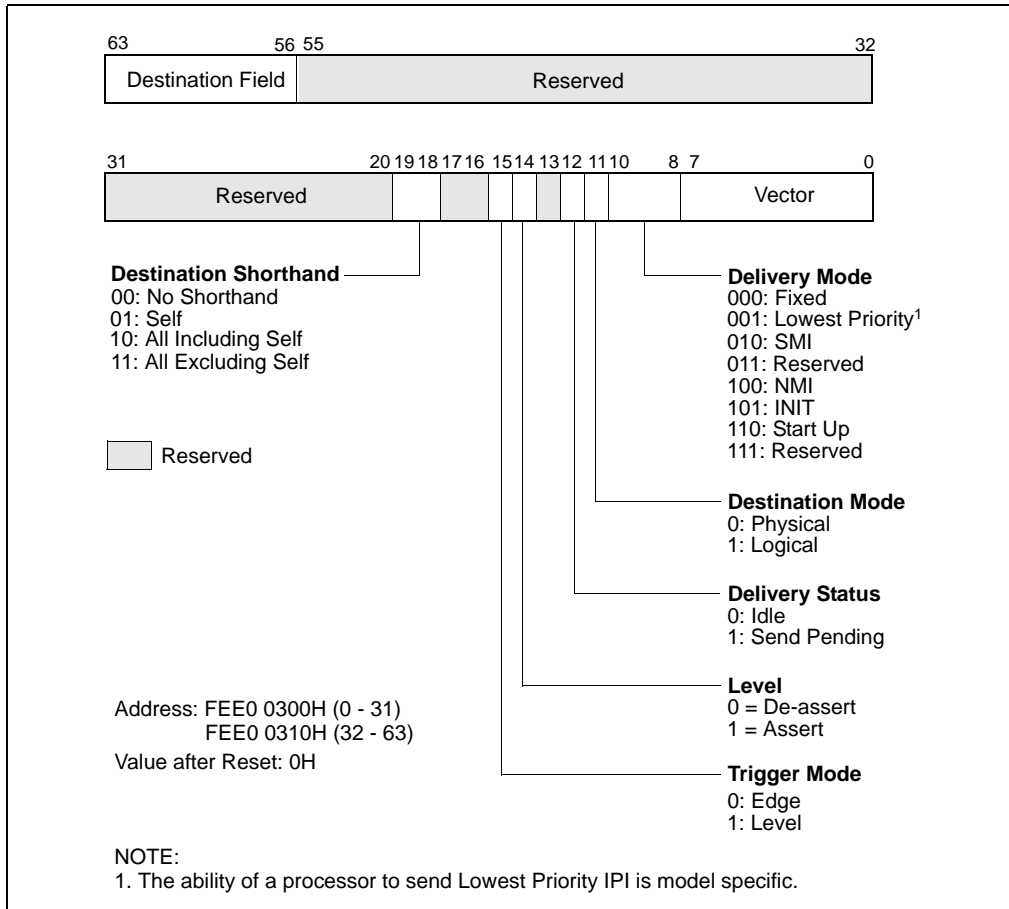 63 56 55 32
Destination Field Reserved
31 20 19 18 17 16 15 14 13 12 11 10 8 7 0
Reserved Vector
Destination Shorthand
00: No Shorthand
01: Self
10: All Including Self
11: All Excluding Self
Reserved
Delivery Mode
000: Fixed
001: Lowest Priority1
010: SMI
011: Reserved
100: NMI
101: INIT
110: Start Up
111: Reserved
Destination Mode
0: Physical
1: Logical
Delivery Status
0: Idle
1: Send Pending
Level
0 = De-assert
1 = Assert
Trigger Mode
0: Edge
1: Level
Address: FEE0 0300H (0 - 31)
FEE0 0310H (32 - 63)
Value after Reset: 0H
NOTE:
1. The ability of a processor to send Lowest Priority IPI is model specific.